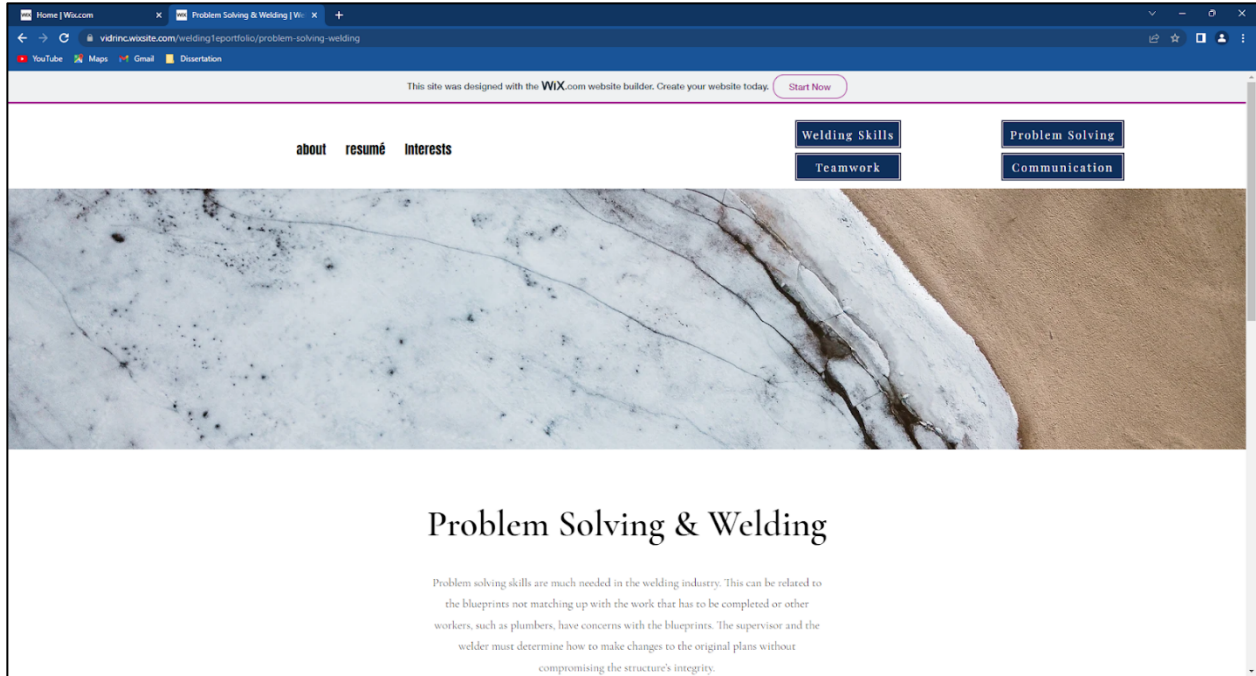 Home | Wix.com
Problem Solving & Welding | We
vidrinc.wixsite.com/welding1eportfolio/problem-solving-welding
YouTube Maps Gmail Dissertation
This site was designed with the WiX.com website builder. Create your website today. Start Now
Welding Skills Problem Solving
about resumé Interests
Teamwork Communication
Problem Solving & Welding
Problem solving skills are much needed in the welding industry. This can be related to
the blueprints not matching up with the work that has to be completed or other
workers, such as plumbers, have concerns with the blueprints. The supervisor and the
welder must determine how to make changes to the original plans without
compromising the structure's integrity.